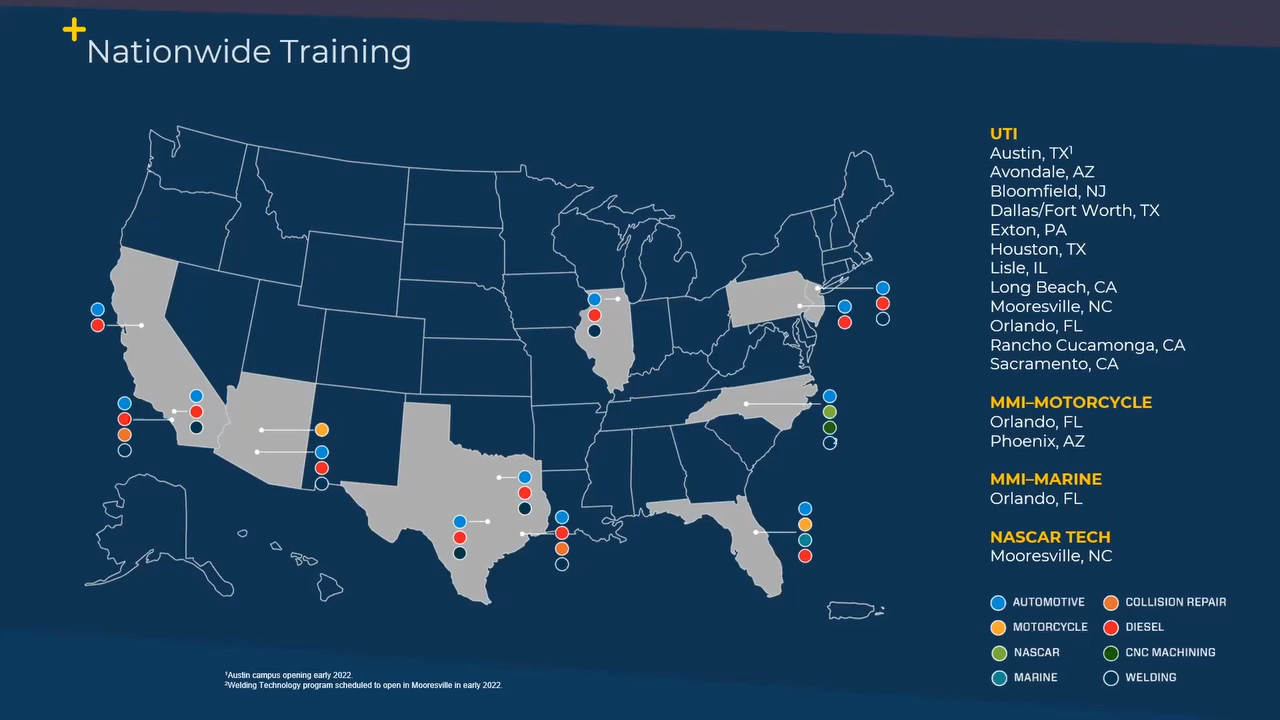 Nationwide Training
UTI
Austin, TX¹
Avondale, AZ
Bloomfield, NJ
Dallas/Fort Worth, TX
Exton, PA
Houston, TX
Lisle, IL
Long Beach, CA
Mooresville, NC
Orlando, FL
Rancho Cucamonga, CA
Sacramento, CA
MMI–MOTORCYCLE
Orlando, FL
Phoenix, AZ
MMI–MARINE
Orlando, FL
NASCAR TECH
Mooresville, NC
AUTOMOTIVE
COLLISION REPAIR
MOTORCYCLE
DIESEL
NASCAR
CNC MACHINING
MARINE
WELDING
2
¹Austin campus opening early 2022.
²Welding Technology program scheduled to open in Mooresville in early 2022.